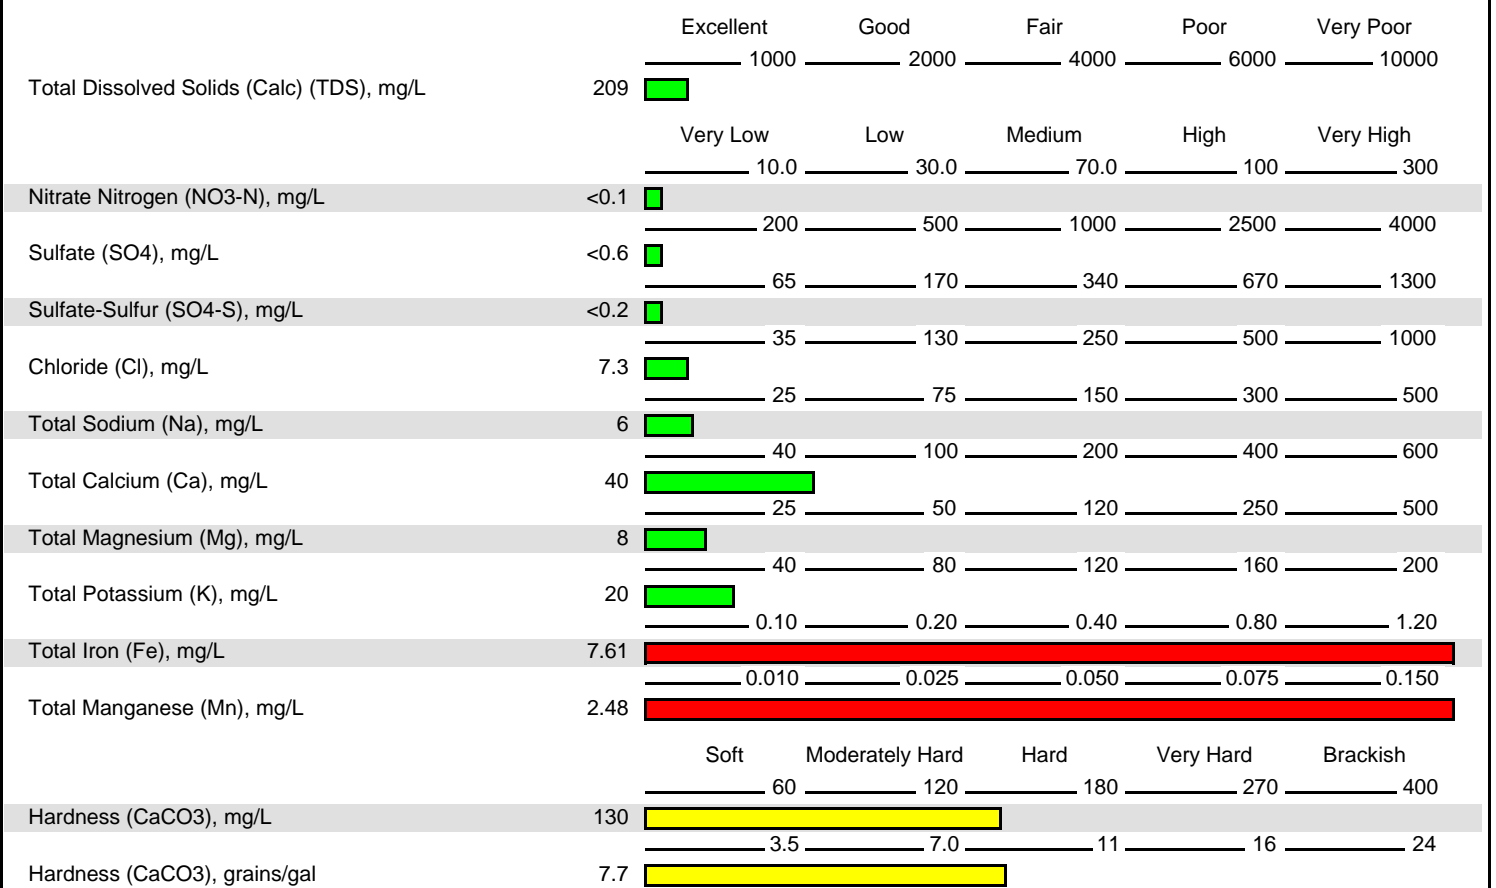 Excellent Good Fair Poor Very Poor
1000 2000 4000 6000 10000
Total Dissolved Solids (Calc) (TDS), mg/L 209
Very Low Low Medium High Very High
10.0 30.0 70.0 100 300
Nitrate Nitrogen (NO3-N), mg/L <0.1
200 500 1000 2500 4000
Sulfate (SO4), mg/L <0.6
65 170 340 670 1300
Sulfate-Sulfur (SO4-S), mg/L <0.2
35 130 250 500 1000
Chloride (Cl), mg/L 7.3
25 75 150 300 500
Total Sodium (Na), mg/L 6
40 100 200 400 600
Total Calcium (Ca), mg/L 40
25 50 120 250 500
Total Magnesium (Mg), mg/L 8
40 80 120 160 200
Total Potassium (K), mg/L 20
0.10 0.20 0.40 0.80 1.20
Total Iron (Fe), mg/L 7.61
0.010 0.025 0.050 0.075 0.150
Total Manganese (Mn), mg/L 2.48
Soft Moderately Hard Hard Very Hard Brackish
60 120 180 270 400
Hardness (CaCO3), mg/L 130
3.5 7.0 11 16 24
Hardness (CaCO3), grains/gal 7.7